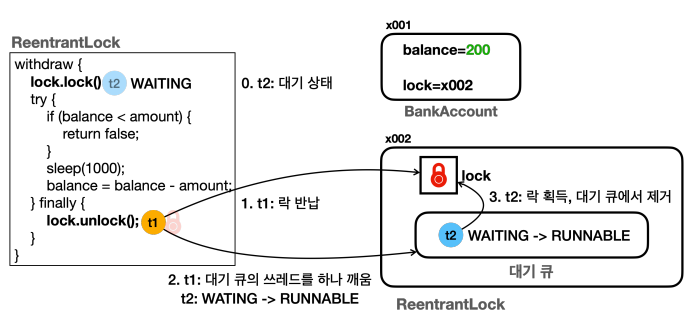 ReentrantLock
withdraw {
lock.lock() t2 WAITING
try {
if (balance < amount) {
return false;
}
sleep(1000);
balance = balance - amount;
} finally {
lock.unlock(); t1
}
}
0. t2: 대기 상태
1. t1: 락 반납
2. t1: 대기 큐의 쓰레드를 하나 깨움
t2: WATING -> RUNNABLE
x001
balance=200
lock=x002
BankAccount
x002
lock
3. t2: 락 획득, 대기 큐에서 제거
t2 WAITING -> RUNNABLE
대기 큐
ReentrantLock